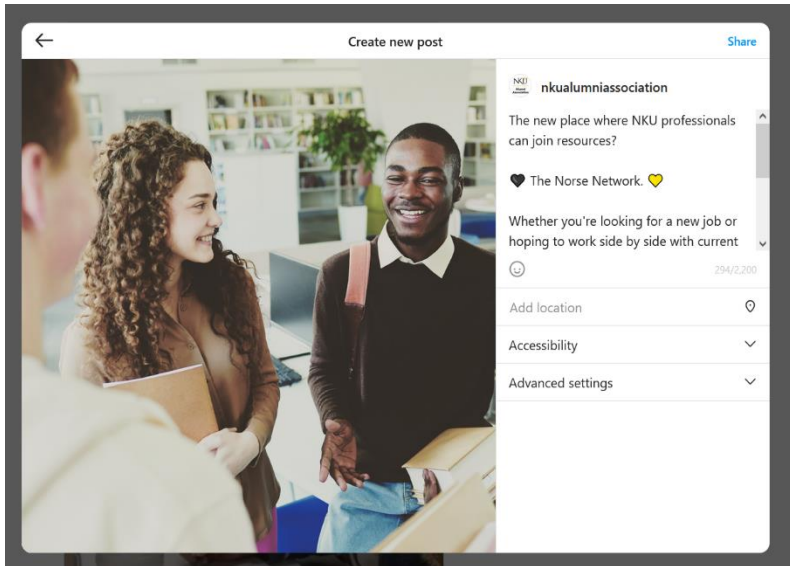 Create new post
Share
NKU
nkualumniassociation
The new place where NKU professionals
can join resources?
🖤 The Norse Network. 💛
Whether you're looking for a new job or
hoping to work side by side with current
294/2,200
Add location
Accessibility
Advanced settings